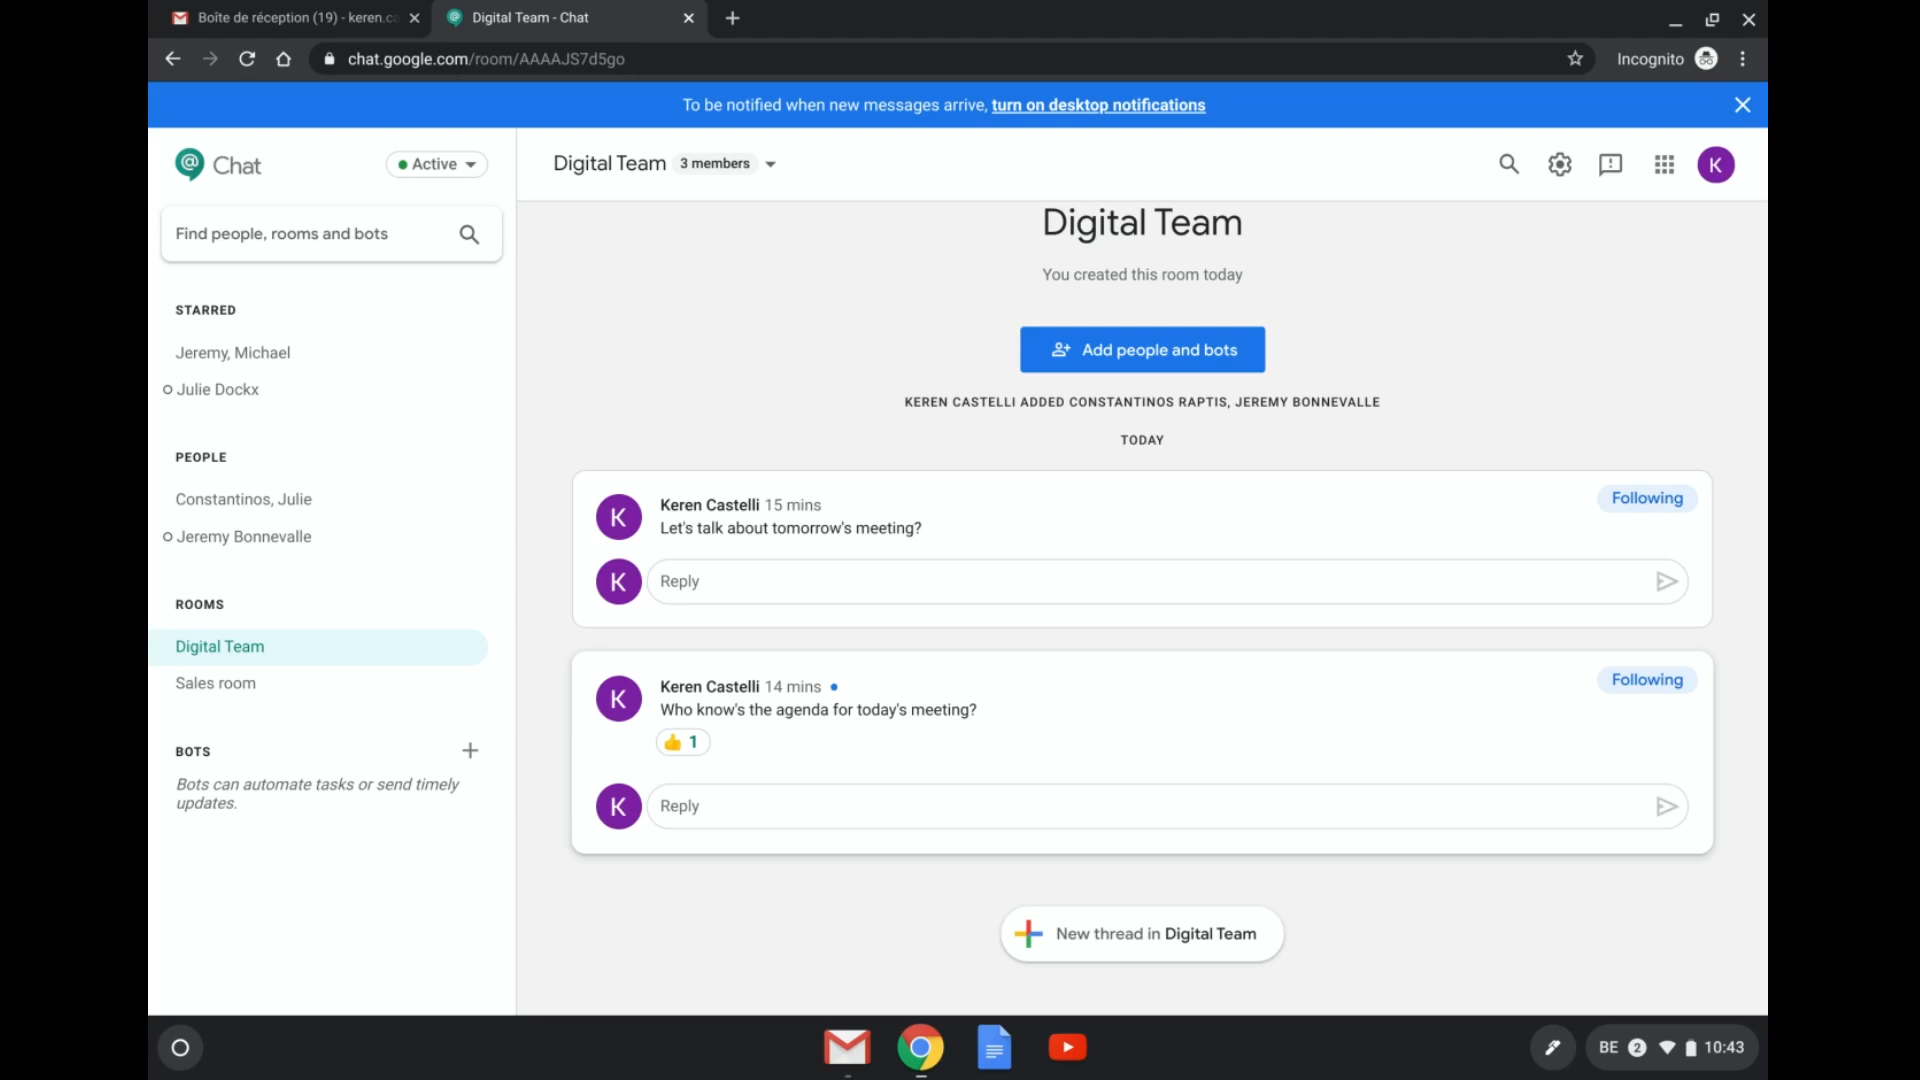 Boîte de réception (19) - keren.ca
Digital Team - Chat
chat.google.com/room/AAAAJS7d5go
Incognito
To be notified when new messages arrive, turn on desktop notifications
Chat
Active
Digital Team 3 members
K
Find people, rooms and bots
STARRED
Jeremy, Michael
Julie Dockx
PEOPLE
Constantinos, Julie
Jeremy Bonnevalle
ROOMS
Digital Team
Sales room
BOTS
Bots can automate tasks or send timely
updates.
Digital Team
You created this room today
Add people and bots
KEREN CASTELLI ADDED CONSTANTINOS RAPTIS, JEREMY BONNEVALLE
TODAY
K
Keren Castelli 15 mins
Following
Let's talk about tomorrow's meeting?
K
Reply
K
Keren Castelli 14 mins
Following
Who know's the agenda for today's meeting?
👍 1
K
Reply
New thread in Digital Team
BE 2 10:43